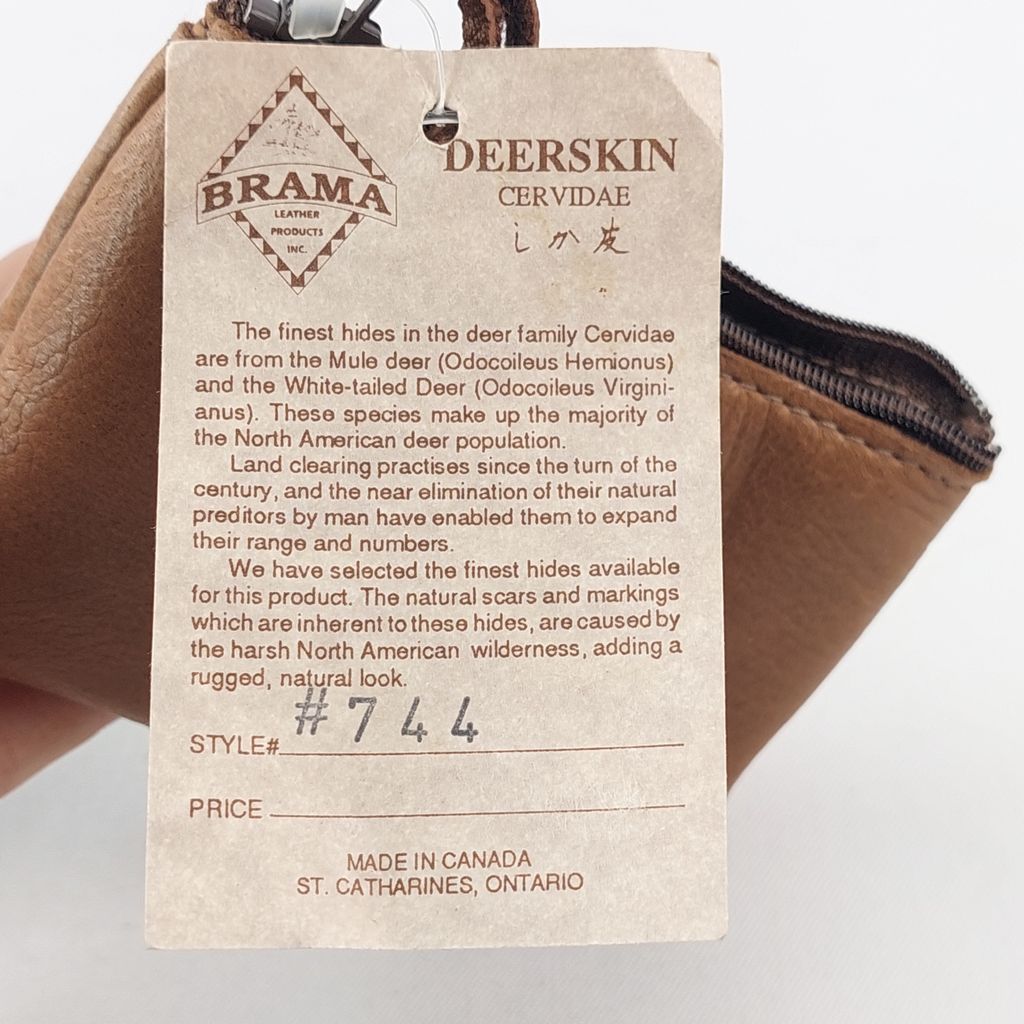 BRAMA
LEATHER
PRODUCTS
INC.
DEERSKIN
CERVIDAE
しか皮
The finest hides in the deer family Cervidae
are from the Mule deer (Odocoileus Hemionus)
and the White-tailed Deer (Odocoileus Virgini-
anus). These species make up the majority of
the North American deer population.
Land clearing practises since the turn of the
century, and the near elimination of their natural
preditors by man have enabled them to expand
their range and numbers.
We have selected the finest hides available
for this product. The natural scars and markings
which are inherent to these hides, are caused by
the harsh North American wilderness, adding a
rugged, natural look.
STYLE# #744
PRICE
MADE IN CANADA
ST. CATHARINES, ONTARIO